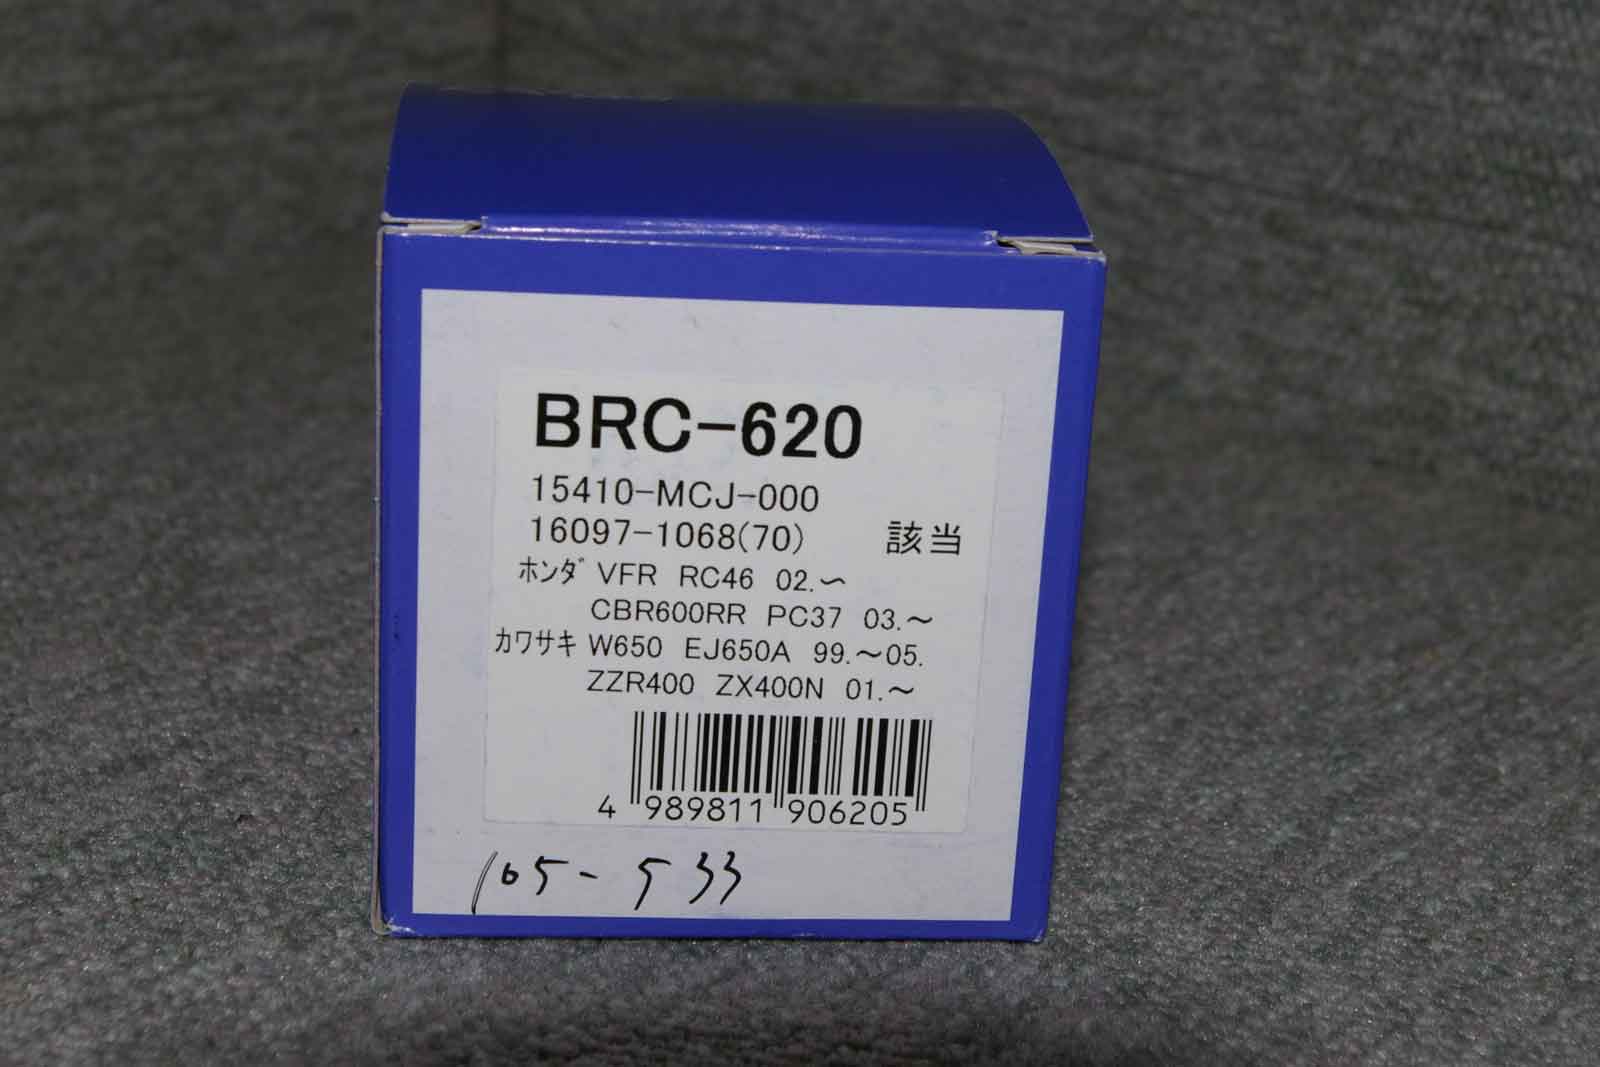 BRC-620
15410-MCJ-000
16097-1068(70) 該当
ホンダ VFR RC46 02.~
CBR600RR PC37 03.~
カワサキ W650 EJ650A 99.~05.
ZZR400 ZX400N 01.~
4 989811 906205
105-533